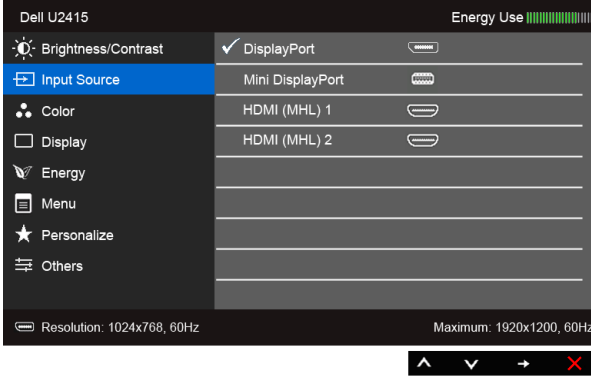 Dell U2415
Energy Use
Brightness/Contrast
Input Source
Color
Display
Energy
Menu
Personalize
Others
DisplayPort
Mini DisplayPort
HDMI (MHL) 1
HDMI (MHL) 2
Resolution: 1024x768, 60Hz
Maximum: 1920x1200, 60Hz